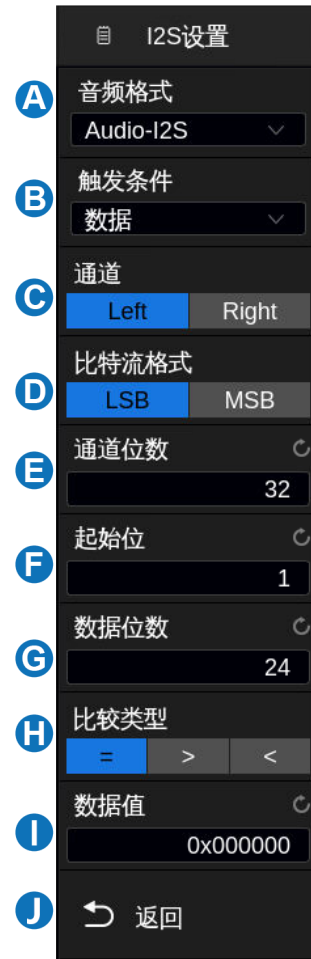 I2S设置
A
音频格式
Audio-I2S
B
触发条件
数据
C
通道
Left Right
D
比特流格式
LSB MSB
E
通道位数
32
F
起始位
1
G
数据位数
24
H
比较类型
= > <
I
数据值
0x000000
J
返回